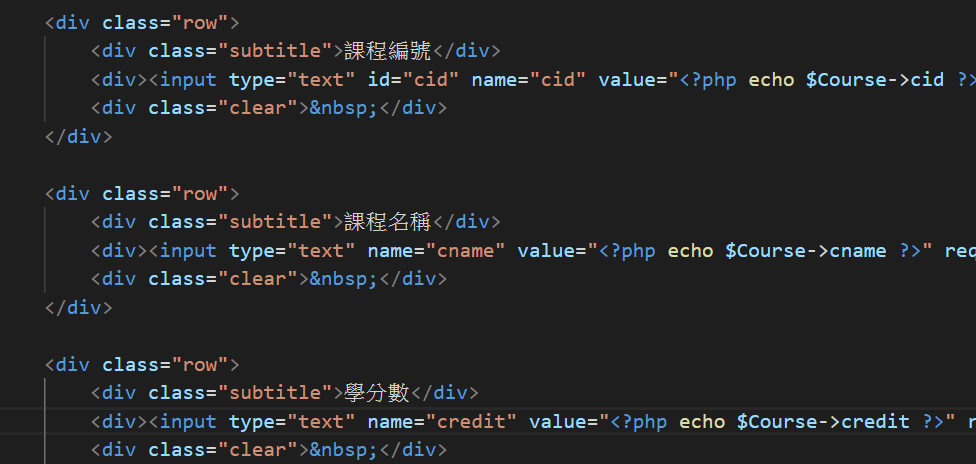 <div class="row">
<div class="subtitle">課程編號</div>
<div><input type="text" id="cid" name="cid" value="<?php echo $Course->cid ?>
<div class="clear">&nbsp;</div>
</div>
<div class="row">
<div class="subtitle">課程名稱</div>
<div><input type="text" name="cname" value="<?php echo $Course->cname ?>" req
<div class="clear">&nbsp;</div>
</div>
<div class="row">
<div class="subtitle">學分數</div>
<div><input type="text" name="credit" value="<?php echo $Course->credit ?>" r
<div class="clear">&nbsp;</div>